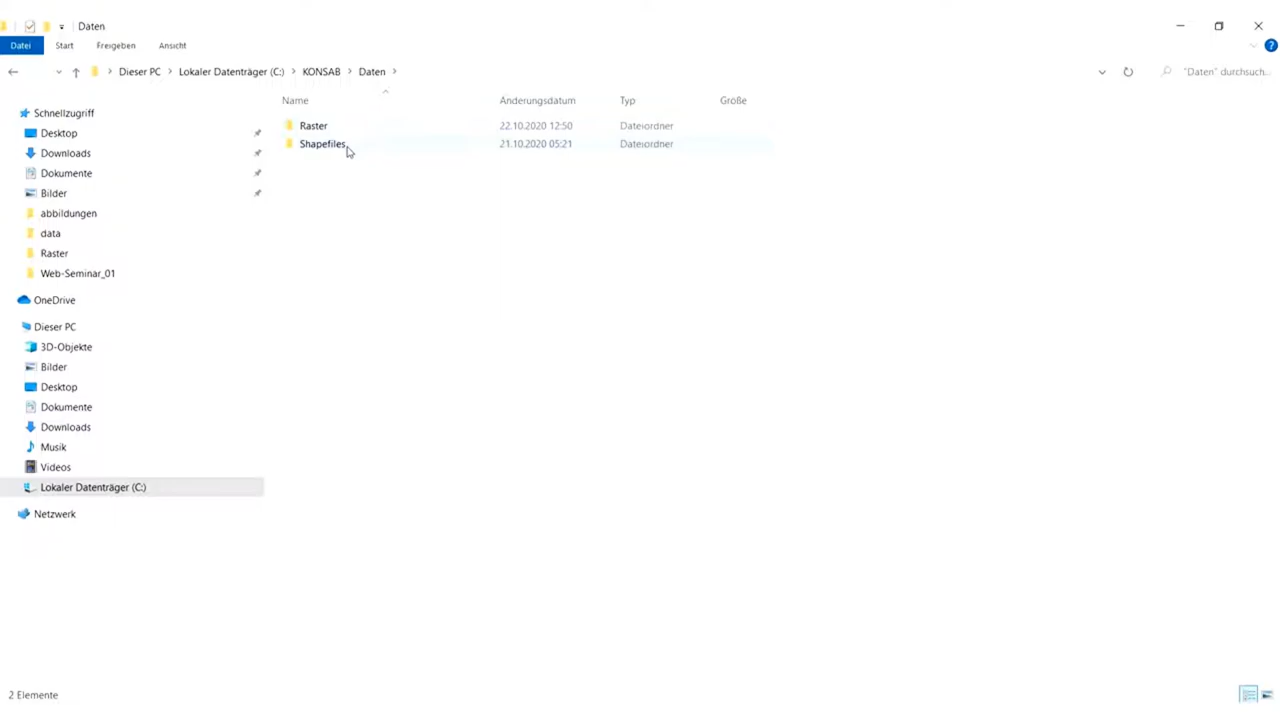 Daten
Datei Start Freigeben Ansicht
Dieser PC Lokaler Datenträger (C:) KONSAB Daten "Daten" durchsuch...
Name Änderungsdatum Typ Größe
Raster 22.10.2020 12:50 Dateiordner
Shapefiles 21.10.2020 05:21 Dateiordner
Schnellzugriff
Desktop
Downloads
Dokumente
Bilder
abbildungen
data
Raster
Web-Seminar_01
OneDrive
Dieser PC
3D-Objekte
Bilder
Desktop
Dokumente
Downloads
Musik
Videos
Lokaler Datenträger (C:)
Netzwerk
2 Elemente